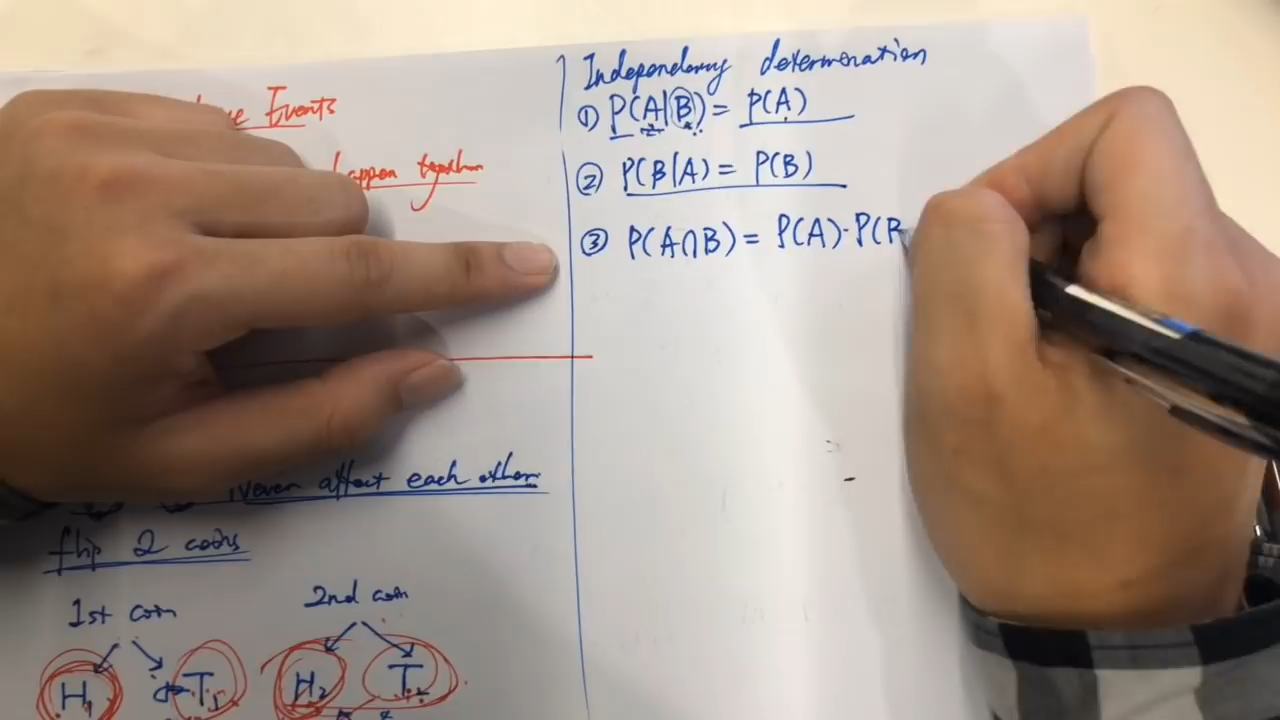 Events
happen together
Never affect each other
flip 2 coins
1st coin
2nd coin
H₁ T₁
H₂ T₂
Independency determination
① P(A|B) = P(A)
② P(B|A) = P(B)
③ P(A∩B) = P(A)·P(B